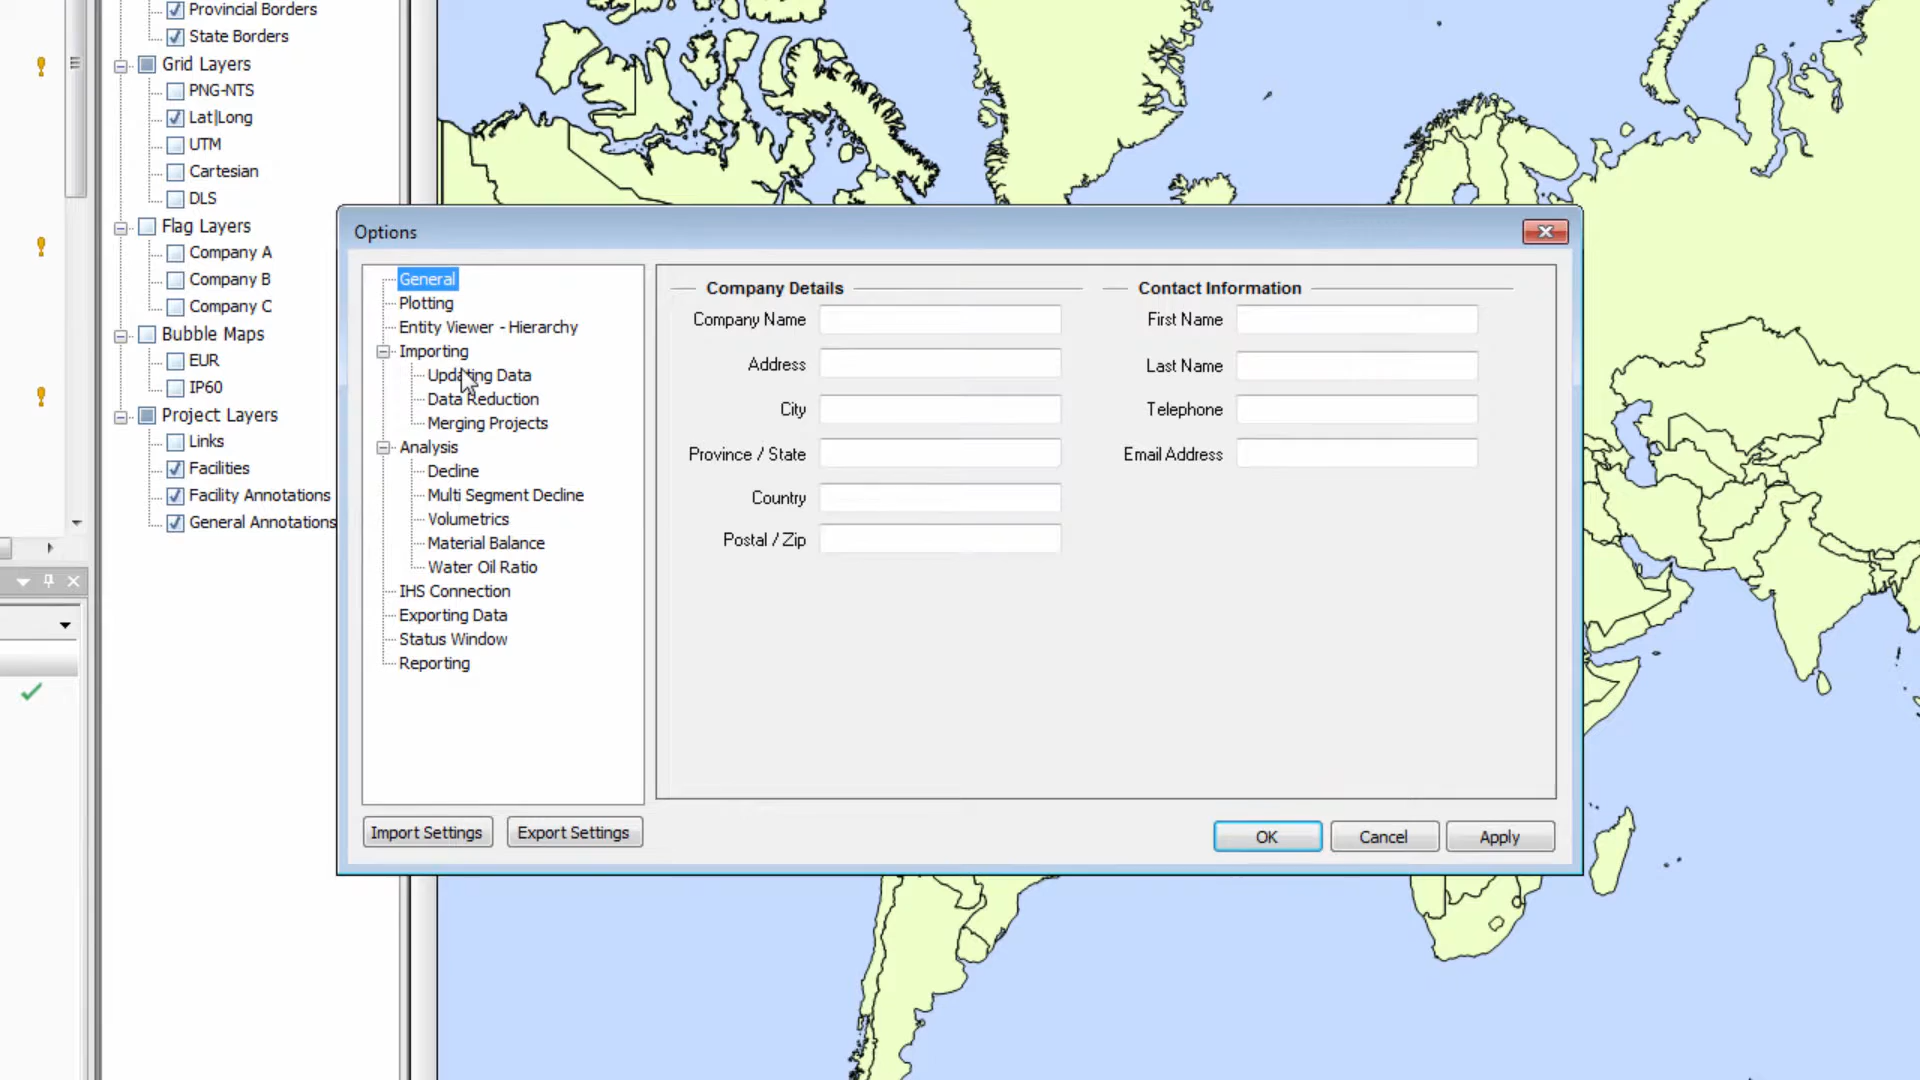 Provincial Borders
State Borders
Grid Layers
PNG-NTS
Lat|Long
UTM
Cartesian
DLS
Flag Layers
Company A
Company B
Company C
Bubble Maps
EUR
IP60
Project Layers
Links
Facilities
Facility Annotations
General Annotations
Options
General
Plotting
Entity Viewer - Hierarchy
Importing
Updating Data
Data Reduction
Merging Projects
Analysis
Decline
Multi Segment Decline
Volumetrics
Material Balance
Water Oil Ratio
IHS Connection
Exporting Data
Status Window
Reporting
Company Details
Company Name
Address
City
Province / State
Country
Postal / Zip
Contact Information
First Name
Last Name
Telephone
Email Address
Import Settings
Export Settings
OK
Cancel
Apply